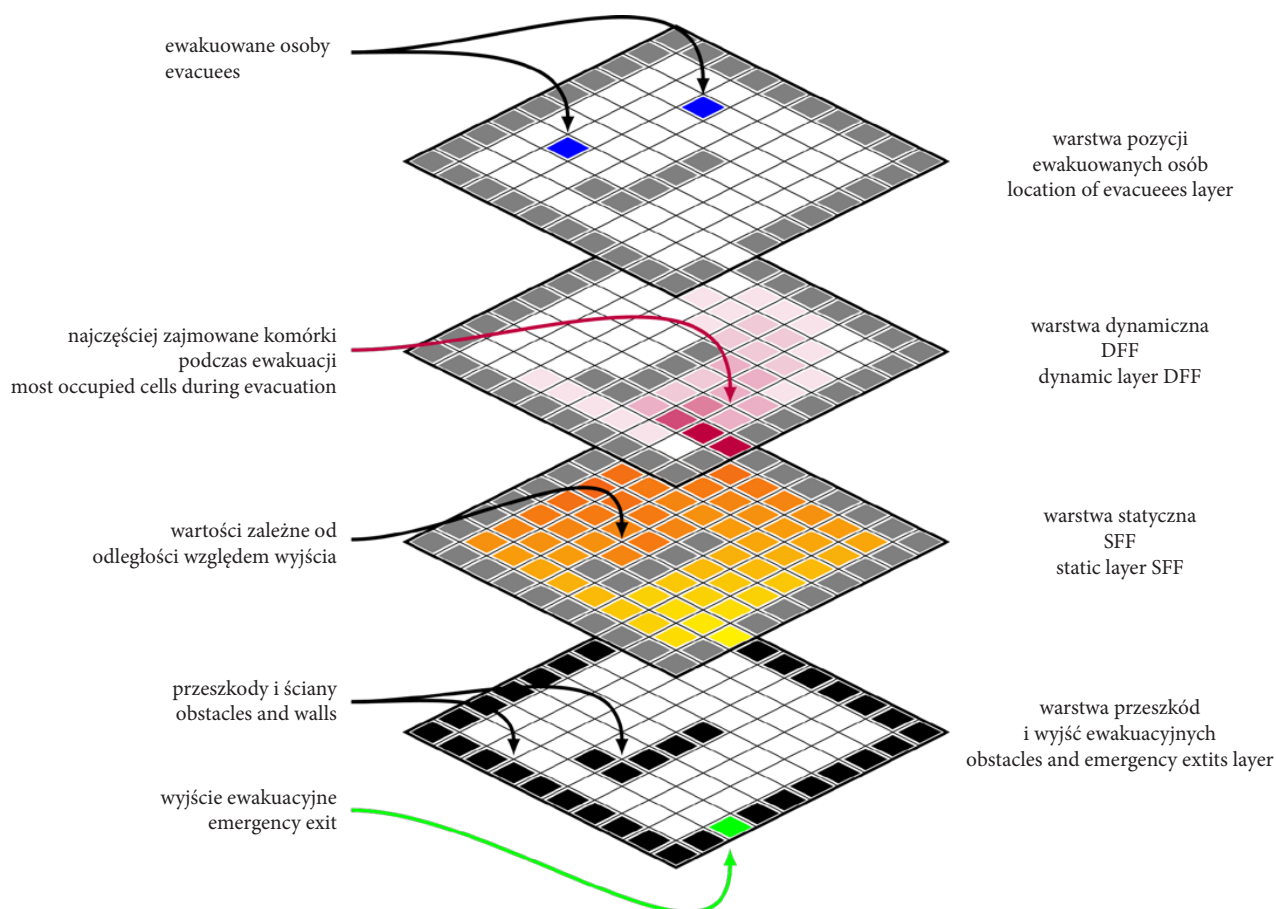 ewakuowane osoby
evacuees
warstwa pozycji
ewakuowanych osób
location of evacueees layer
najczęściej zajmowane komórki
podczas ewakuacji
most occupied cells during evacuation
warstwa dynamiczna
DFF
dynamic layer DFF
wartości zależne od
odległości względem wyjścia
warstwa statyczna
SFF
static layer SFF
przeszkody i ściany
obstacles and walls
warstwa przeszkód
i wyjść ewakuacyjnych
obstacles and emergency extits layer
wyjście ewakuacyjne
emergency exit